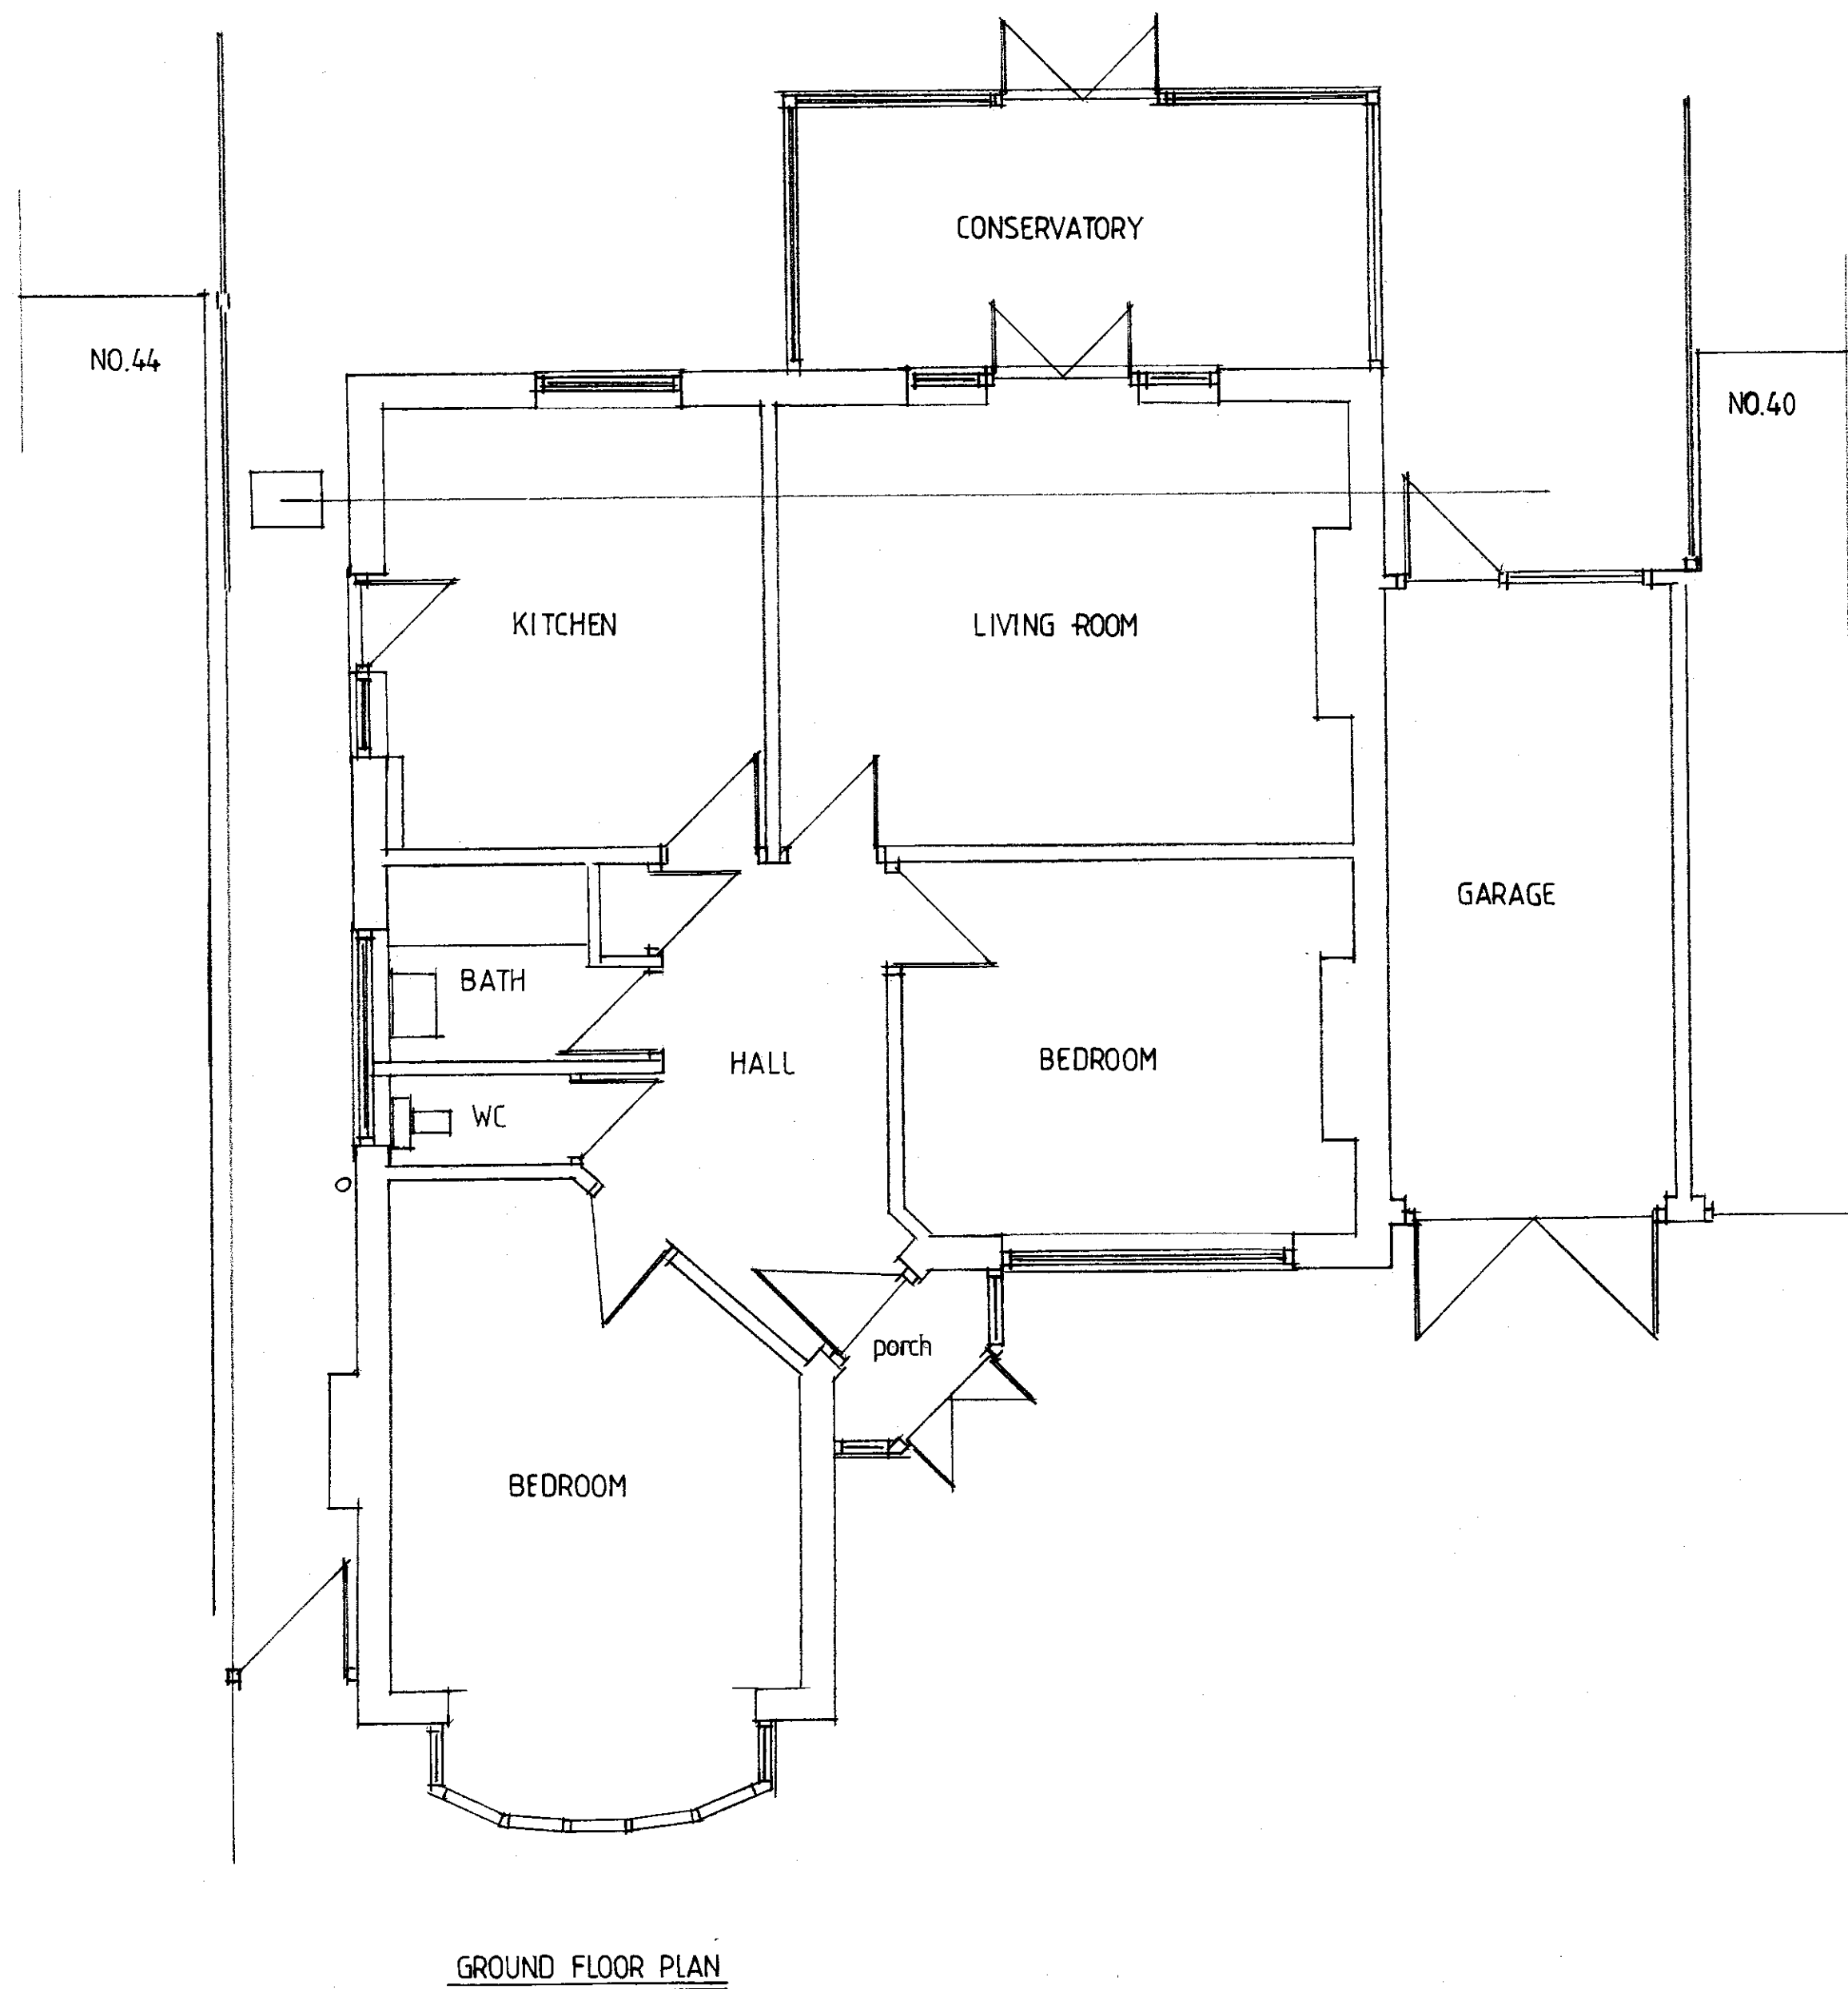 CONSERVATORY
NO.44
NO.40
KITCHEN
LIVING ROOM
GARAGE
BATH
HALL
BEDROOM
WC
porch
BEDROOM
GROUND FLOOR PLAN